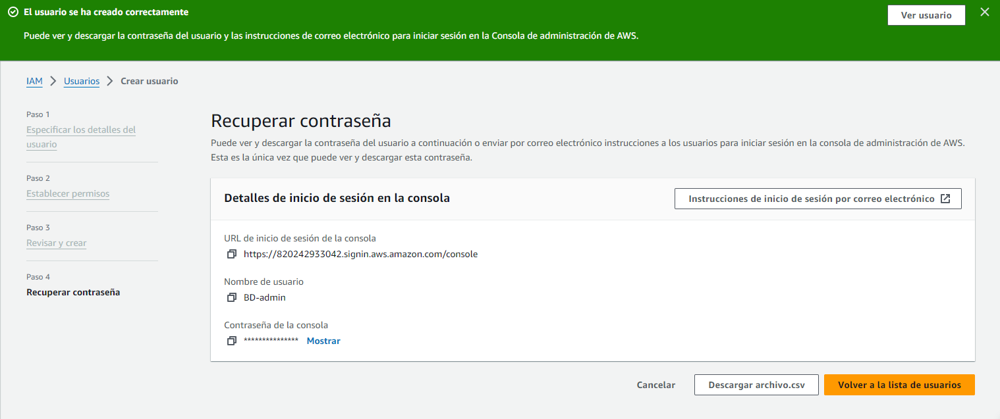 El usuario se ha creado correctamente
Ver usuario
Puede ver y descargar la contraseña del usuario y las instrucciones de correo electrónico para iniciar sesión en la Consola de administración de AWS.
IAM > Usuarios > Crear usuario
Paso 1
Especificar los detalles del
usuario
Paso 2
Establecer permisos
Paso 3
Revisar y crear
Paso 4
Recuperar contraseña
Recuperar contraseña
Puede ver y descargar la contraseña del usuario a continuación o enviar por correo electrónico instrucciones a los usuarios para iniciar sesión en la consola de administración de AWS.
Esta es la única vez que puede ver y descargar esta contraseña.
Detalles de inicio de sesión en la consola
Instrucciones de inicio de sesión por correo electrónico
URL de inicio de sesión de la consola
https://820242933042.signin.aws.amazon.com/console
Nombre de usuario
BD-admin
Contraseña de la consola
*************** Mostrar
Cancelar
Descargar archivo.csv
Volver a la lista de usuarios